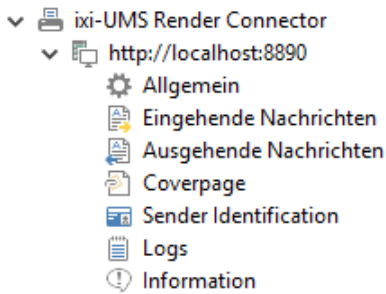 ixi-UMS Render Connector
http://localhost:8890
Allgemein
Eingehende Nachrichten
Ausgehende Nachrichten
Coverpage
Sender Identification
Logs
Information